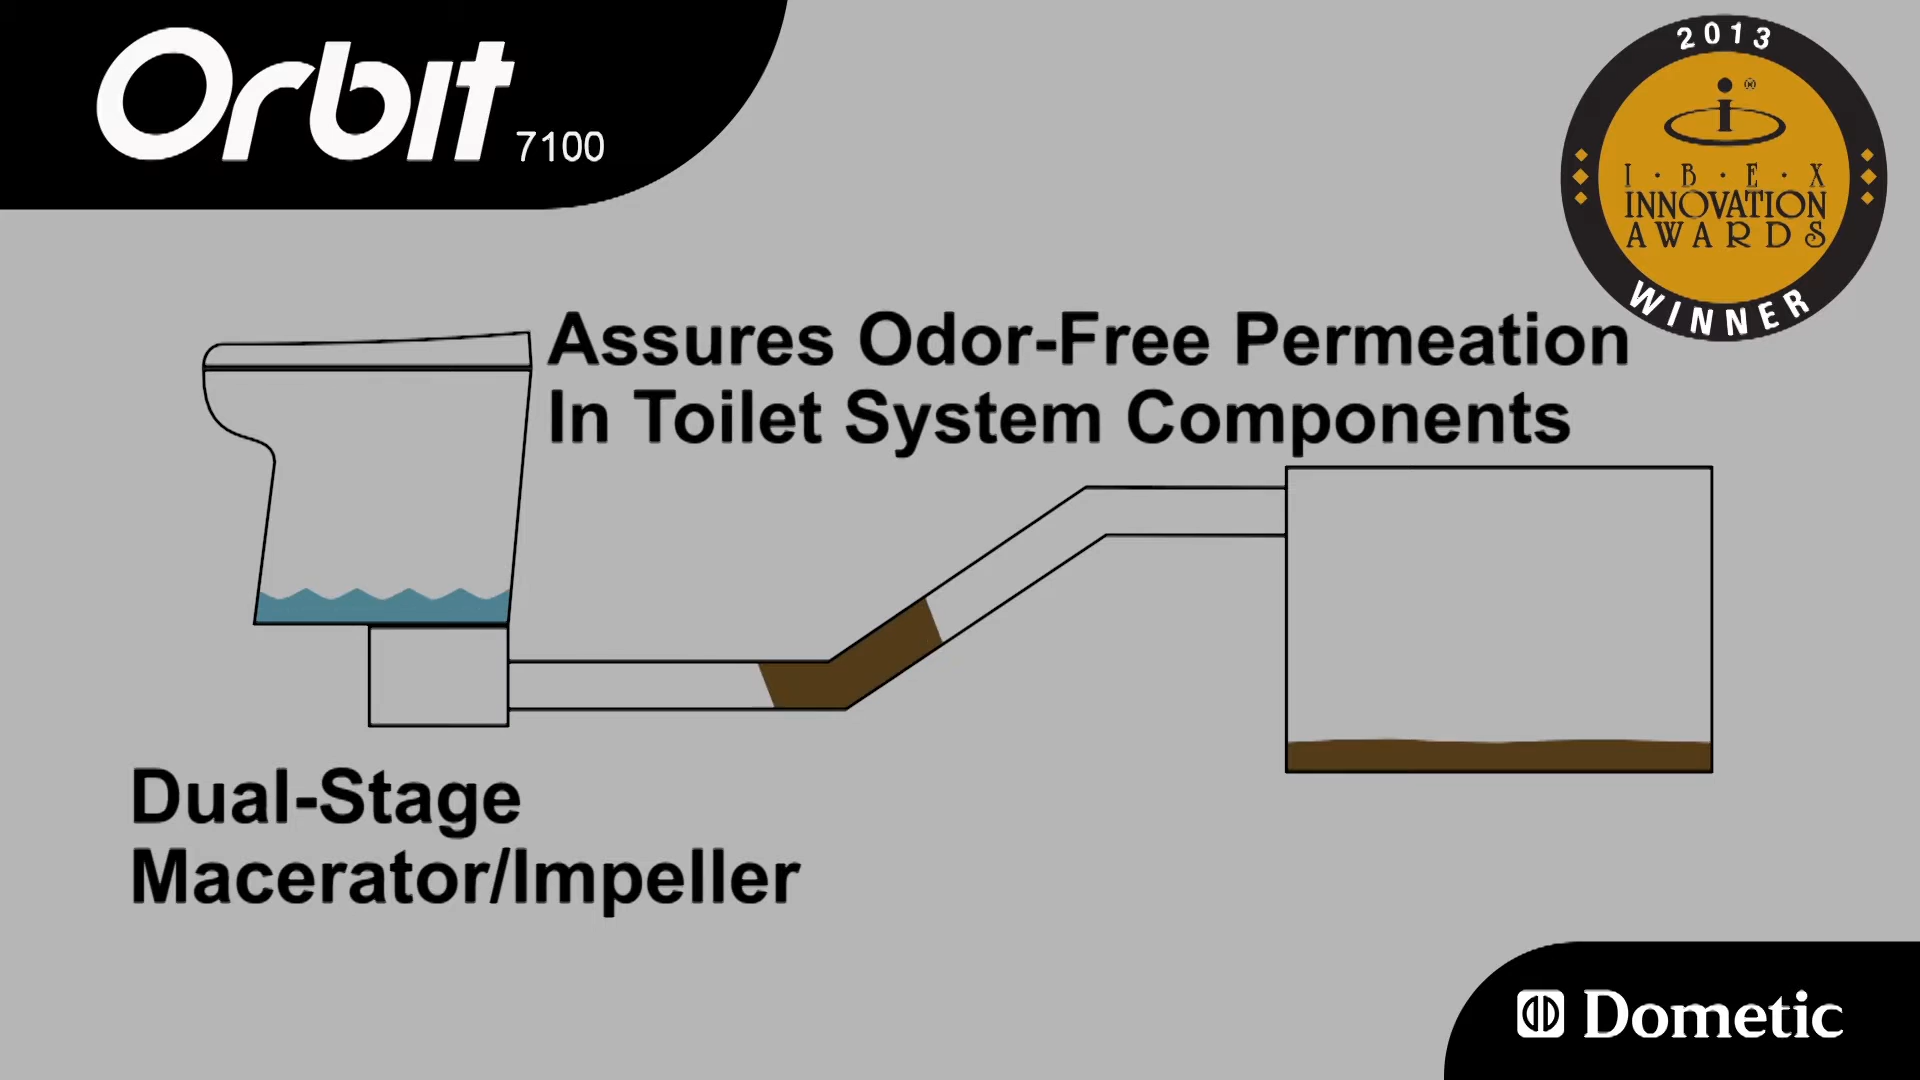 Orbit 7100
2013
i®
I·B·E·X
INNOVATION
AWARDS
WINNER
Assures Odor-Free Permeation
In Toilet System Components
Dual-Stage
Macerator/Impeller
Dometic